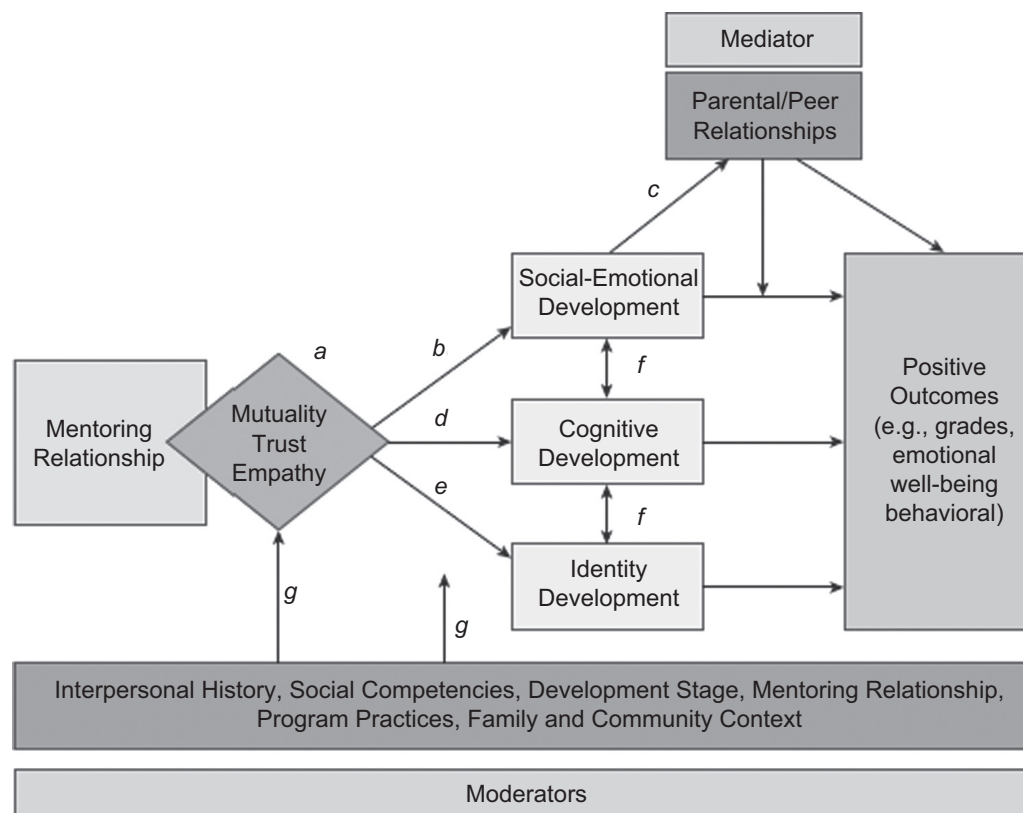 Mediator
Parental/Peer
Relationships
c
Social-Emotional
Development
a
b
f
Mentoring
Relationship
Mutuality
Trust
Empathy
d
Cognitive
Development
Positive
Outcomes
(e.g., grades,
emotional
well-being
behavioral)
e
f
g
Identity
Development
g
Interpersonal History, Social Competencies, Development Stage, Mentoring Relationship,
Program Practices, Family and Community Context
Moderators